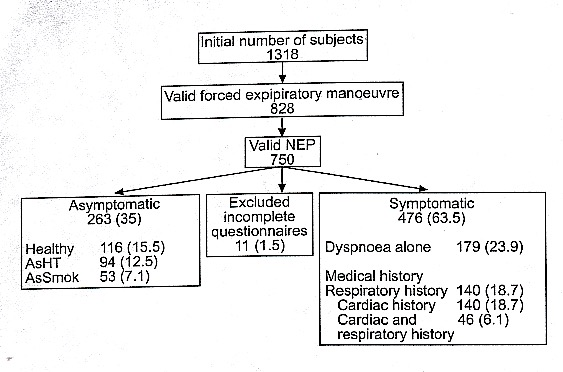 Initial number of subjects
1318
Valid forced expipiratory manoeuvre
828
Valid NEP
750
Asymptomatic
263 (35)
Healthy 116 (15.5)
AsHT 94 (12.5)
AsSmok 53 (7.1)
Excluded
incomplete
questionnaires
11 (1.5)
Symptomatic
476 (63.5)
Dyspnoea alone 179 (23.9)
Medical history
Respiratory history 140 (18.7)
Cardiac history 140 (18.7)
Cardiac and 46 (6.1)
respiratory history